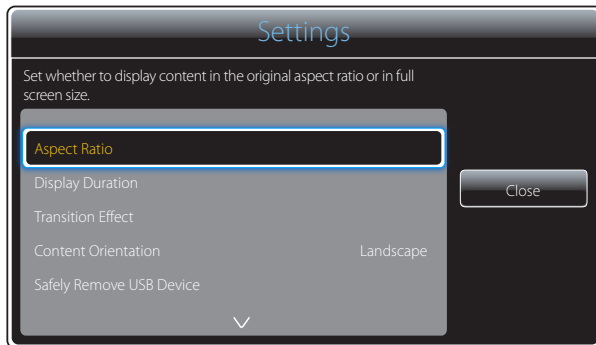 Settings
Set whether to display content in the original aspect ratio or in full
screen size.
Aspect Ratio
Display Duration
Close
Transition Effect
Content Orientation Landscape
Safely Remove USB Device